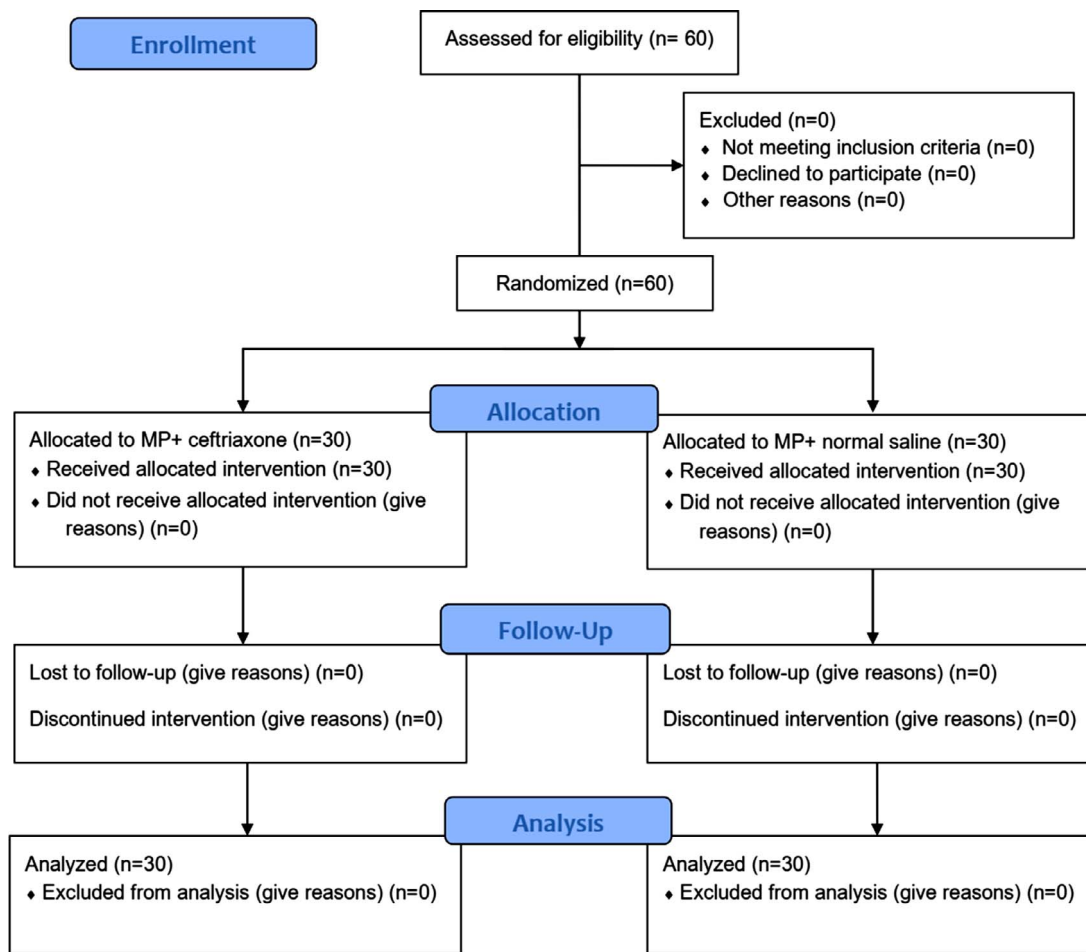 Enrollment
Assessed for eligibility (n= 60)
Excluded (n=0)
♦ Not meeting inclusion criteria (n=0)
♦ Declined to participate (n=0)
♦ Other reasons (n=0)
Randomized (n=60)
Allocation
Allocated to MP+ ceftriaxone (n=30)
♦ Received allocated intervention (n=30)
♦ Did not receive allocated intervention (give
reasons) (n=0)
Allocated to MP+ normal saline (n=30)
♦ Received allocated intervention (n=30)
♦ Did not receive allocated intervention (give
reasons) (n=0)
Follow-Up
Lost to follow-up (give reasons) (n=0)
Discontinued intervention (give reasons) (n=0)
Lost to follow-up (give reasons) (n=0)
Discontinued intervention (give reasons) (n=0)
Analysis
Analyzed (n=30)
♦ Excluded from analysis (give reasons) (n=0)
Analyzed (n=30)
♦ Excluded from analysis (give reasons) (n=0)